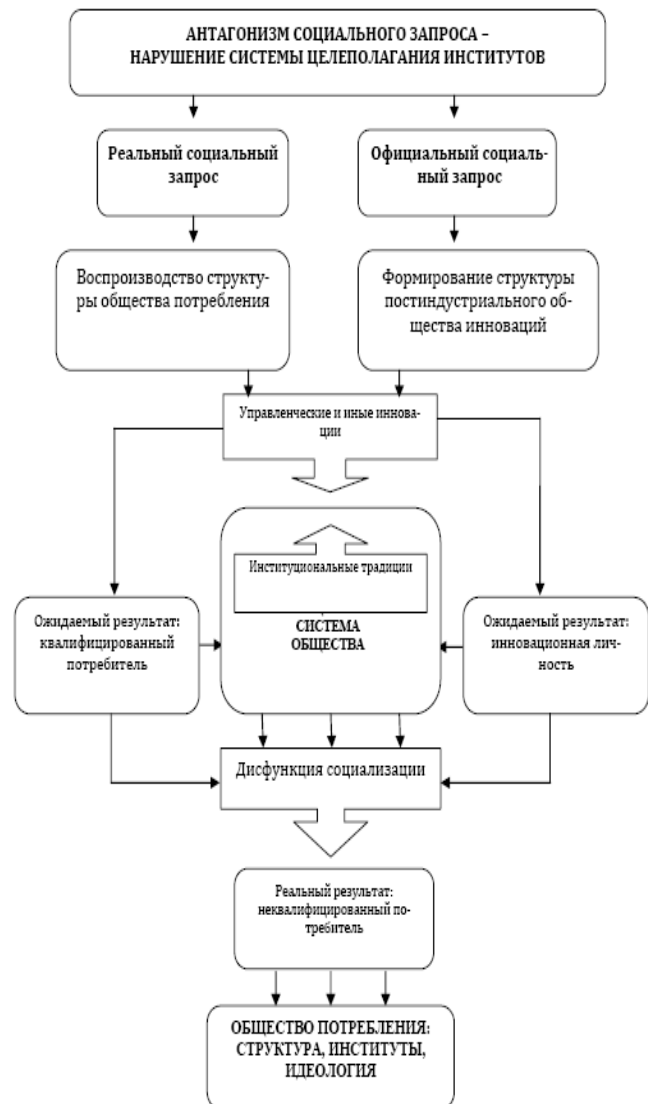 АНТАГОНИЗМ СОЦИАЛЬНОГО ЗАПРОСА –
НАРУШЕНИЕ СИСТЕМЫ ЦЕЛЕПОЛАГАНИЯ ИНСТИТУТОВ
Реальный социальный
запрос
Официальный социаль-
ный запрос
Воспроизводство структу-
ры общества потребления
Формирование структуры
постиндустриального об-
щества инноваций
Управленческие и иные иннова-
ции
Институциональные традиции
СИСТЕМА
ОБЩЕСТВА
Ожидаемый результат:
квалифицированный
потребитель
Ожидаемый результат:
инновационная лич-
ность
Дисфункция социализации
Реальный результат:
неквалифицированный по-
требитель
ОБЩЕСТВО ПОТРЕБЛЕНИЯ:
СТРУКТУРА, ИНСТИТУТЫ,
ИДЕОЛОГИЯ